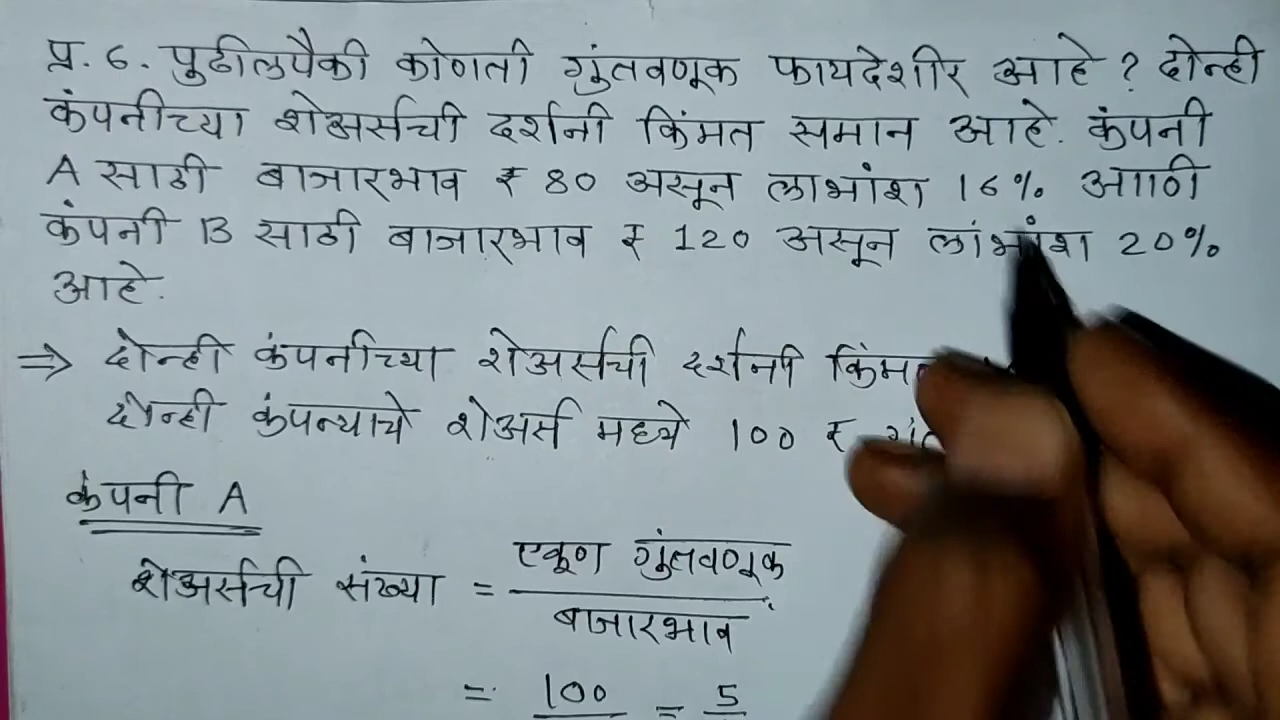 प्र. 6. पुढीलपैकी कोणती गुंतवणूक फायदेशीर आहे ? दोन्ही
कंपनीच्या शेअर्सची दर्शनी किंमत समान आहे. कंपनी
A साठी बाजारभाव ₹ 80 असून लाभांश 16% आाठी
कंपनी B साठी बाजारभाव ₹ 120 असून लांभांश 20%
आहे.
⇒ दोन्ही कंपनीच्या शेअर्सची दर्शनी
दोन्ही कंपन्याचे शेअर्स मध्ये 100 ₹
कंपनी A
शेअर्सची संख्या = एकूण गुंतवणूक
बाजारभाव
= 100 = 5